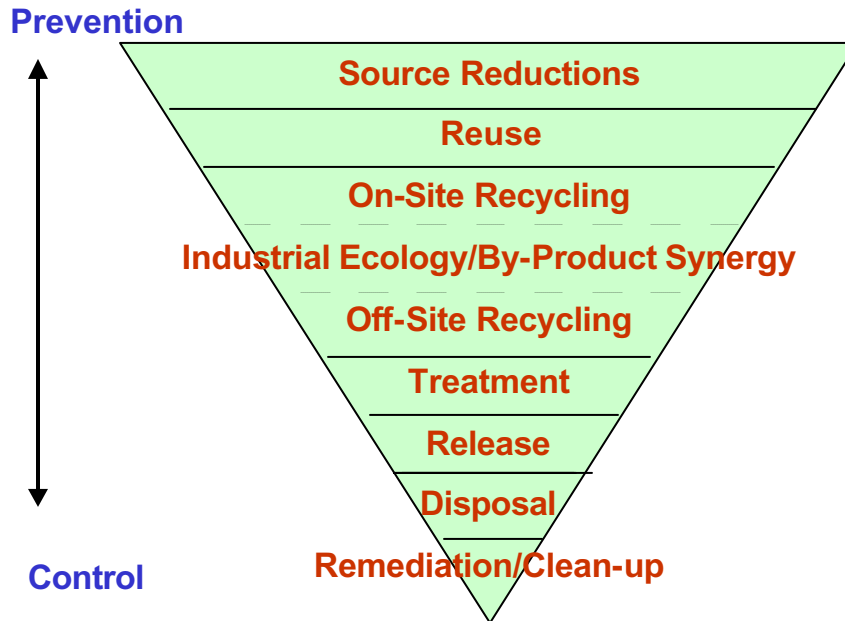 Prevention
Source Reductions
Reuse
On-Site Recycling
Industrial Ecology/By-Product Synergy
Off-Site Recycling
Treatment
Release
Disposal
Remediation/Clean-up
Control